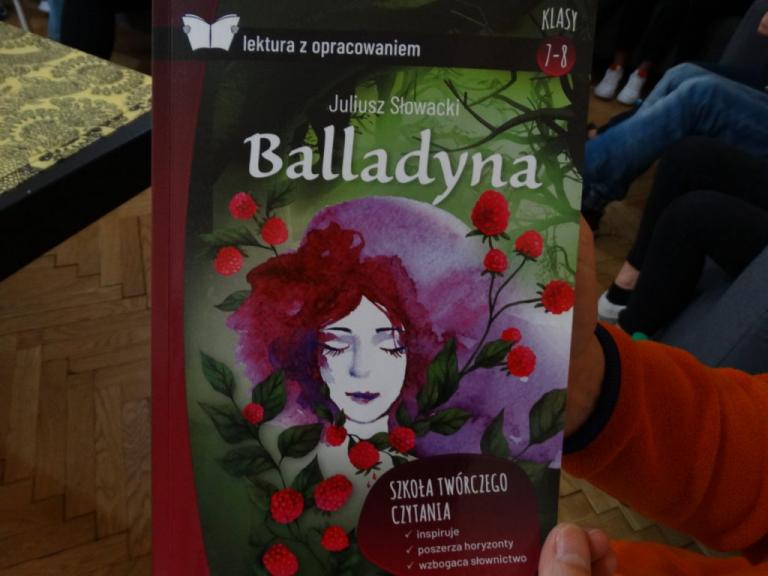 lektura z opracowaniem
KLASY
7-8
Juliusz Słowacki
Balladyna
SZKOŁA TWÓRCZEGO
CZYTANIA
✓ inspiruje
✓ poszerza horyzonty
✓ wzbogaca słownictwo